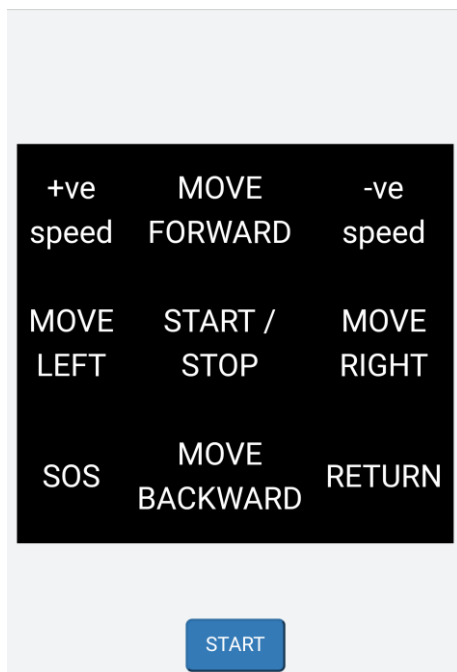 +ve MOVE -ve
speed FORWARD speed
MOVE START / MOVE
LEFT STOP RIGHT
SOS MOVE BACKWARD RETURN
START